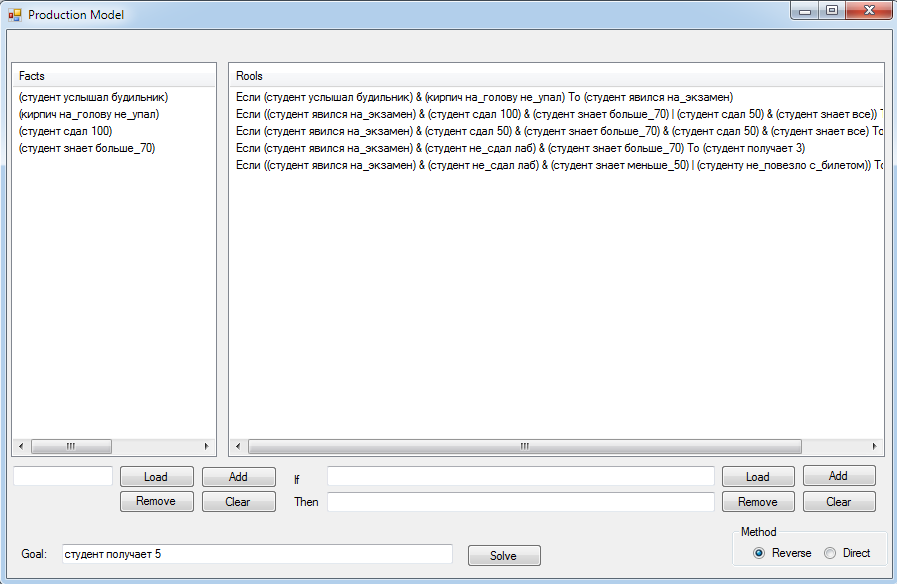 Production Model
Facts
(студент услышал будильник)
(кирпич на_голову не_упал)
(студент сдал 100)
(студент знает больше_70)
Rools
Если (студент услышал будильник) & (кирпич на_голову не_упал) То (студент явился на_экзамен)
Если ((студент явился на_экзамен) & (студент сдал 100) & (студент знает больше_70) | (студент сдал 50) & (студент знает все)) Т
Если (студент явился на_экзамен) & (студент сдал 50) & (студент знает больше_70) & (студент сдал 50) & (студент знает все) То
Если (студент явился на_экзамен) & (студент не_сдал лаб) & (студент знает больше_70) То (студент получает 3)
Если ((студент явился на_экзамен) & (студент не_сдал лаб) & (студент знает меньше_50) | (студенту не_повезло с_билетом)) То
Load Add If Load Add
Remove Clear Then Remove Clear
Method
Goal: студент получает 5 Solve Reverse Direct